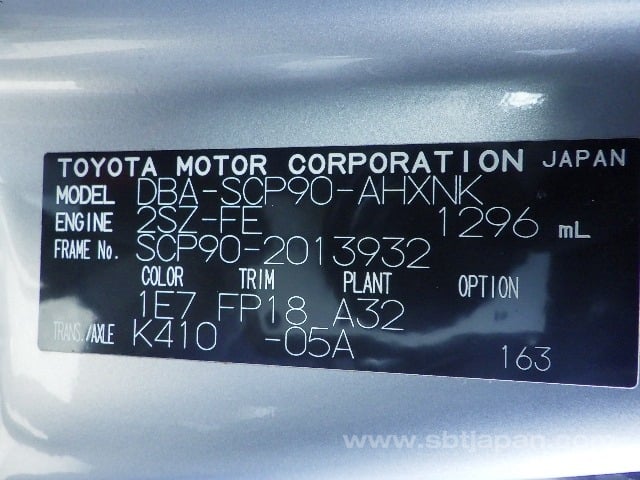 TOYOTA MOTOR CORPORATION JAPAN
MODEL DBA-SCP90-AHXNK
ENGINE 2SZ-FE 1296 mL
FRAME No. SCP90-2013932
COLOR TRIM PLANT OPTION
1E7 FP18 A32
TRANS./AXLE K410 -05A 163
www.sbtjapan.com